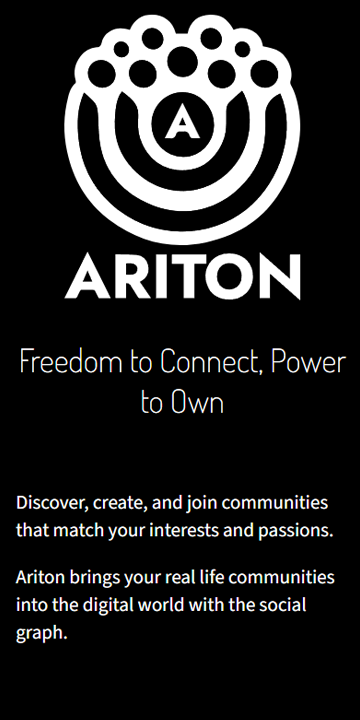 A
ARITON
Freedom to Connect, Power
to Own
Discover, create, and join communities
that match your interests and passions.
Ariton brings your real life communities
into the digital world with the social
graph.